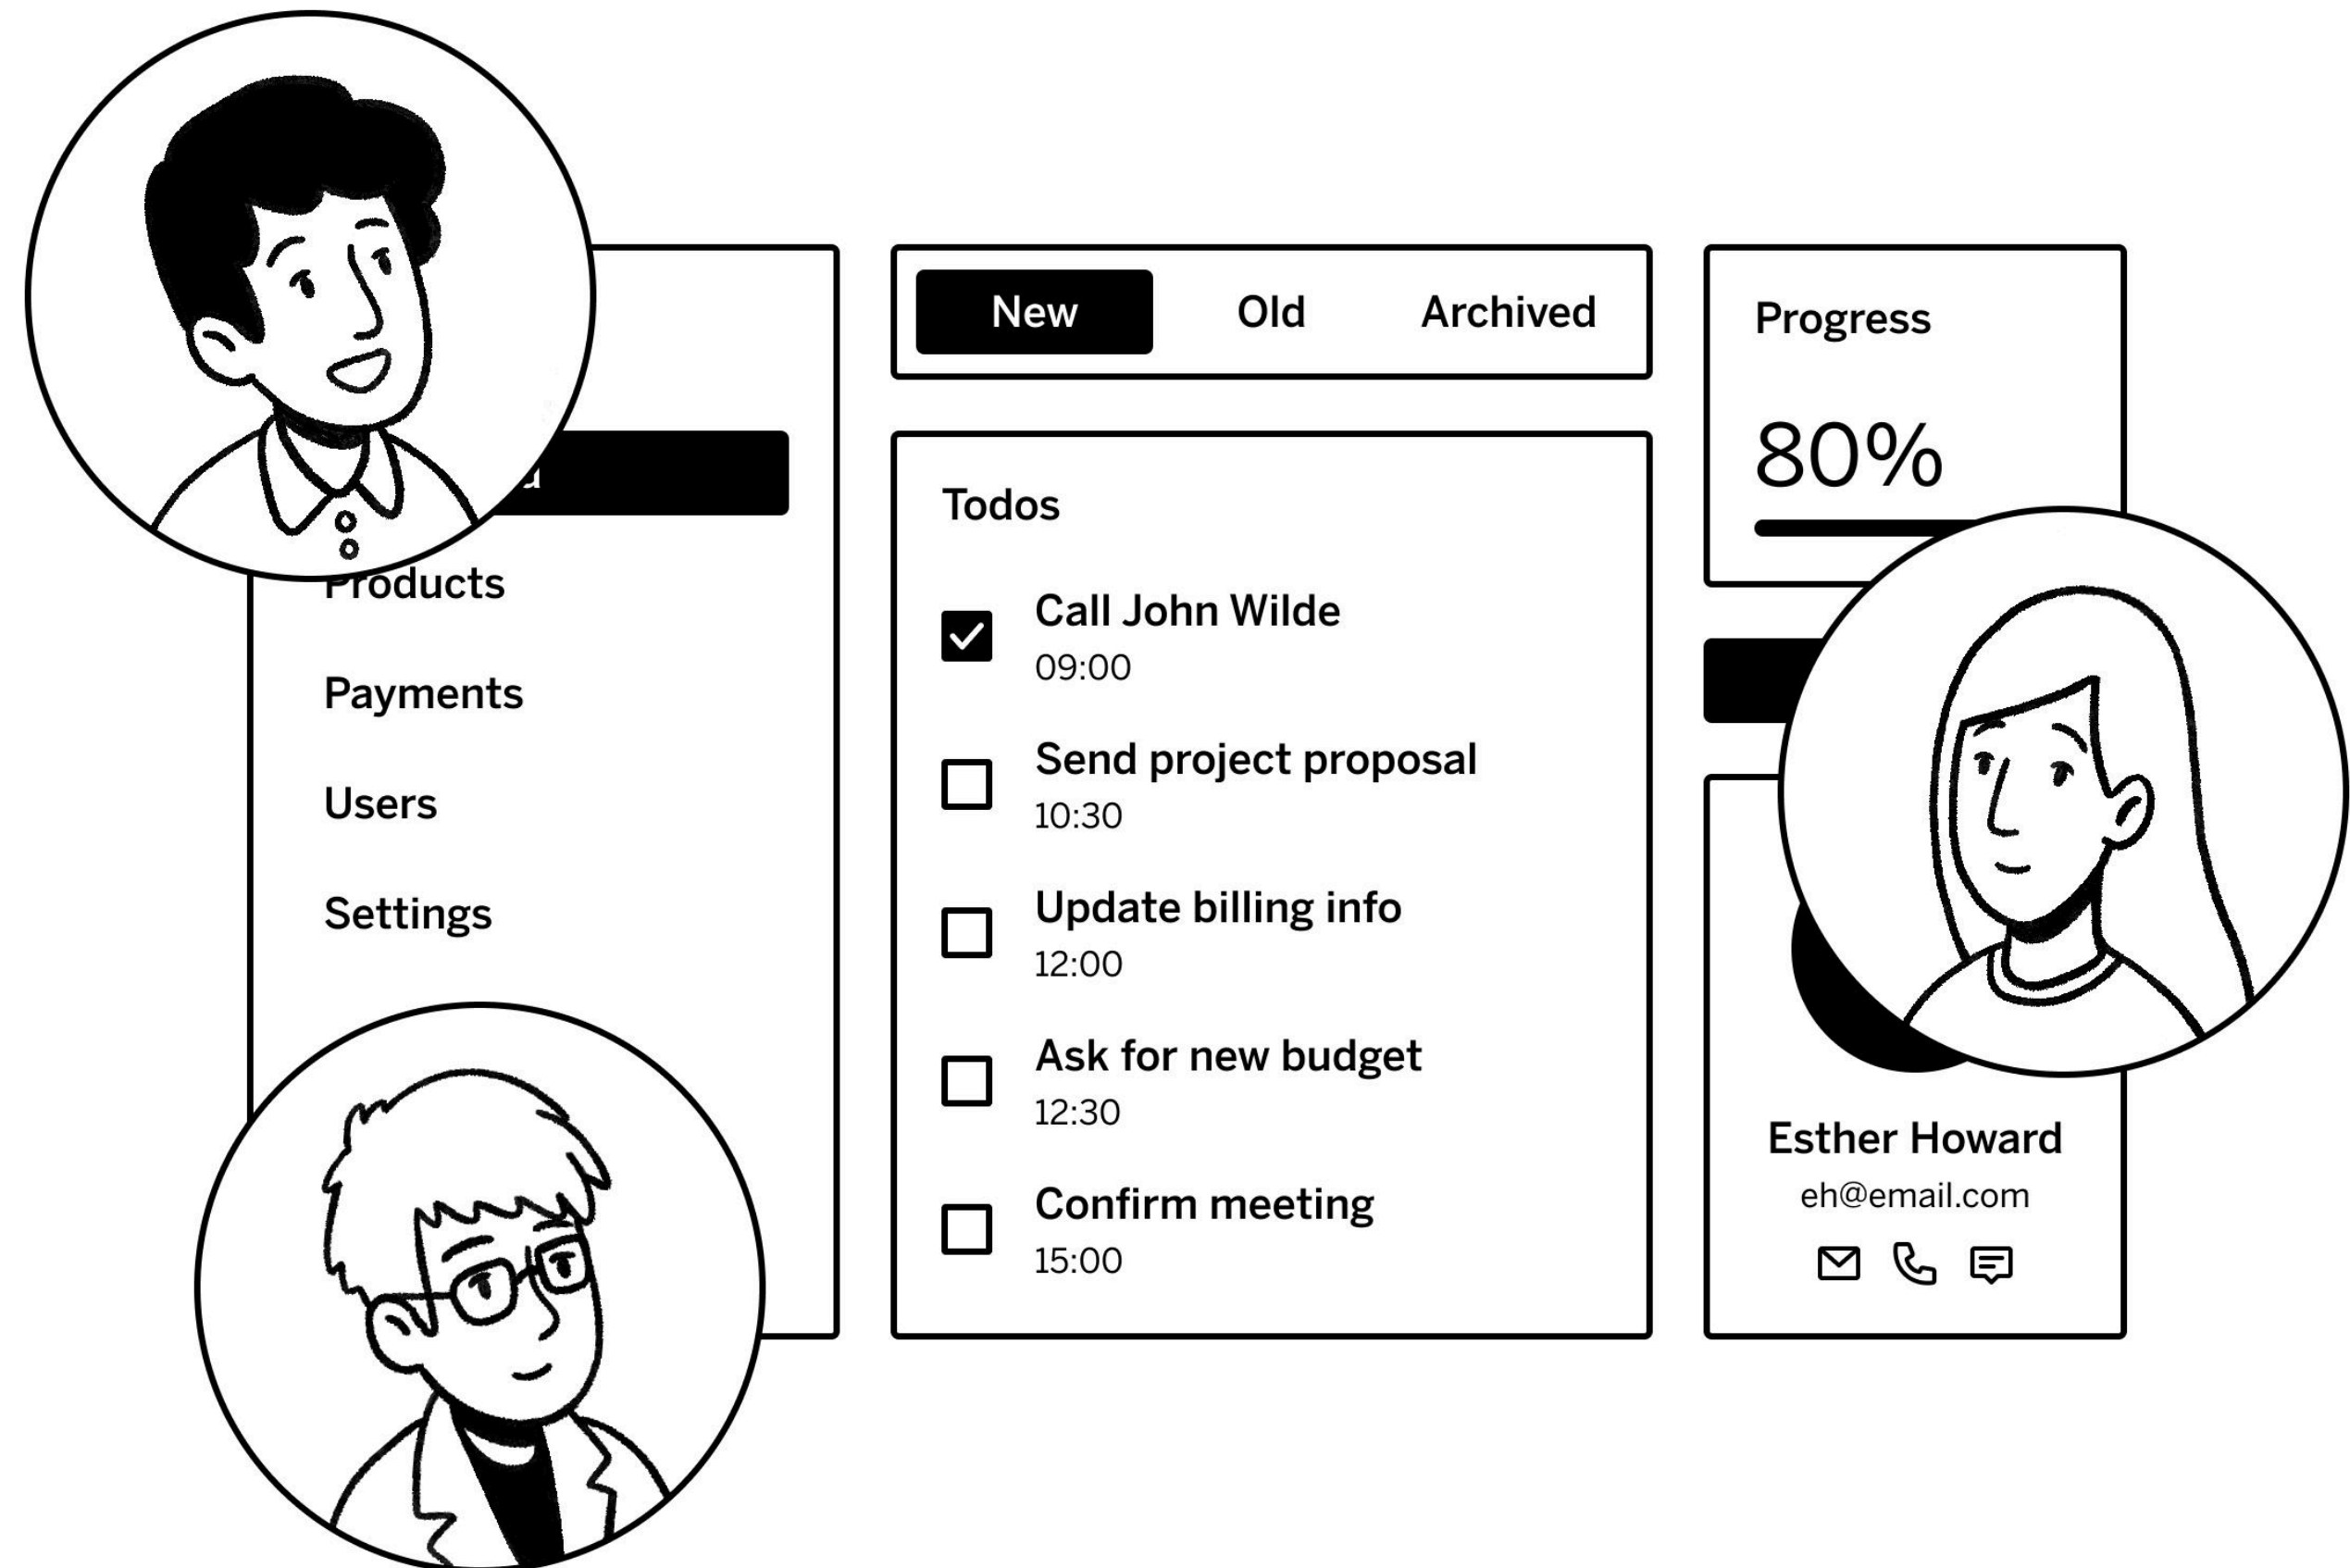 Products
Payments
Users
Settings
New
Old
Archived
Todos
Call John Wilde
09:00
Send project proposal
10:30
Update billing info
12:00
Ask for new budget
12:30
Confirm meeting
15:00
Progress
80%
Esther Howard
eh@email.com